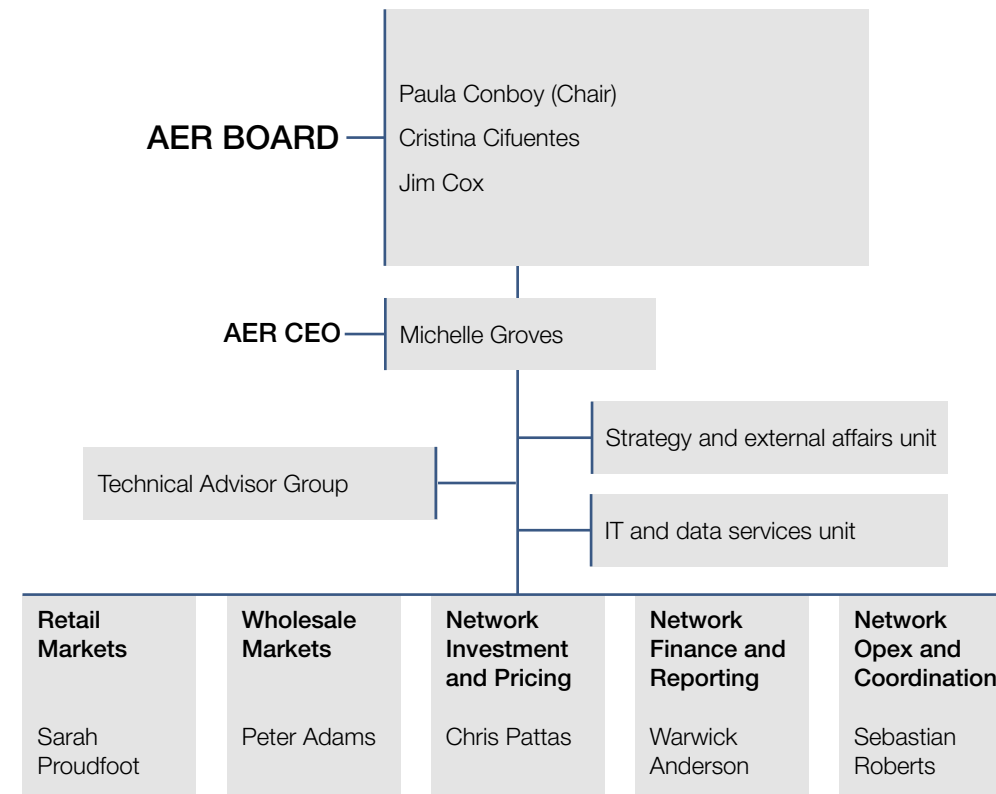 AER BOARD
Paula Conboy (Chair)
Cristina Cifuentes
Jim Cox
AER CEO
Michelle Groves
Strategy and external affairs unit
Technical Advisor Group
IT and data services unit
Retail
Markets
Sarah
Proudfoot
Wholesale
Markets
Peter Adams
Network
Investment
and Pricing
Chris Pattas
Network
Finance and
Reporting
Warwick
Anderson
Network
Opex and
Coordination
Sebastian
Roberts